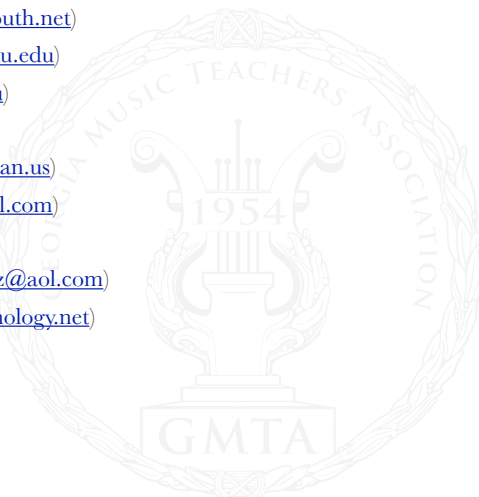 outh.net)
u.edu)
)
an.us)
l.com)
z@aol.com)
nology.net)
GEORGIA MUSIC TEACHERS ASSOCIATION
1954
GMTA